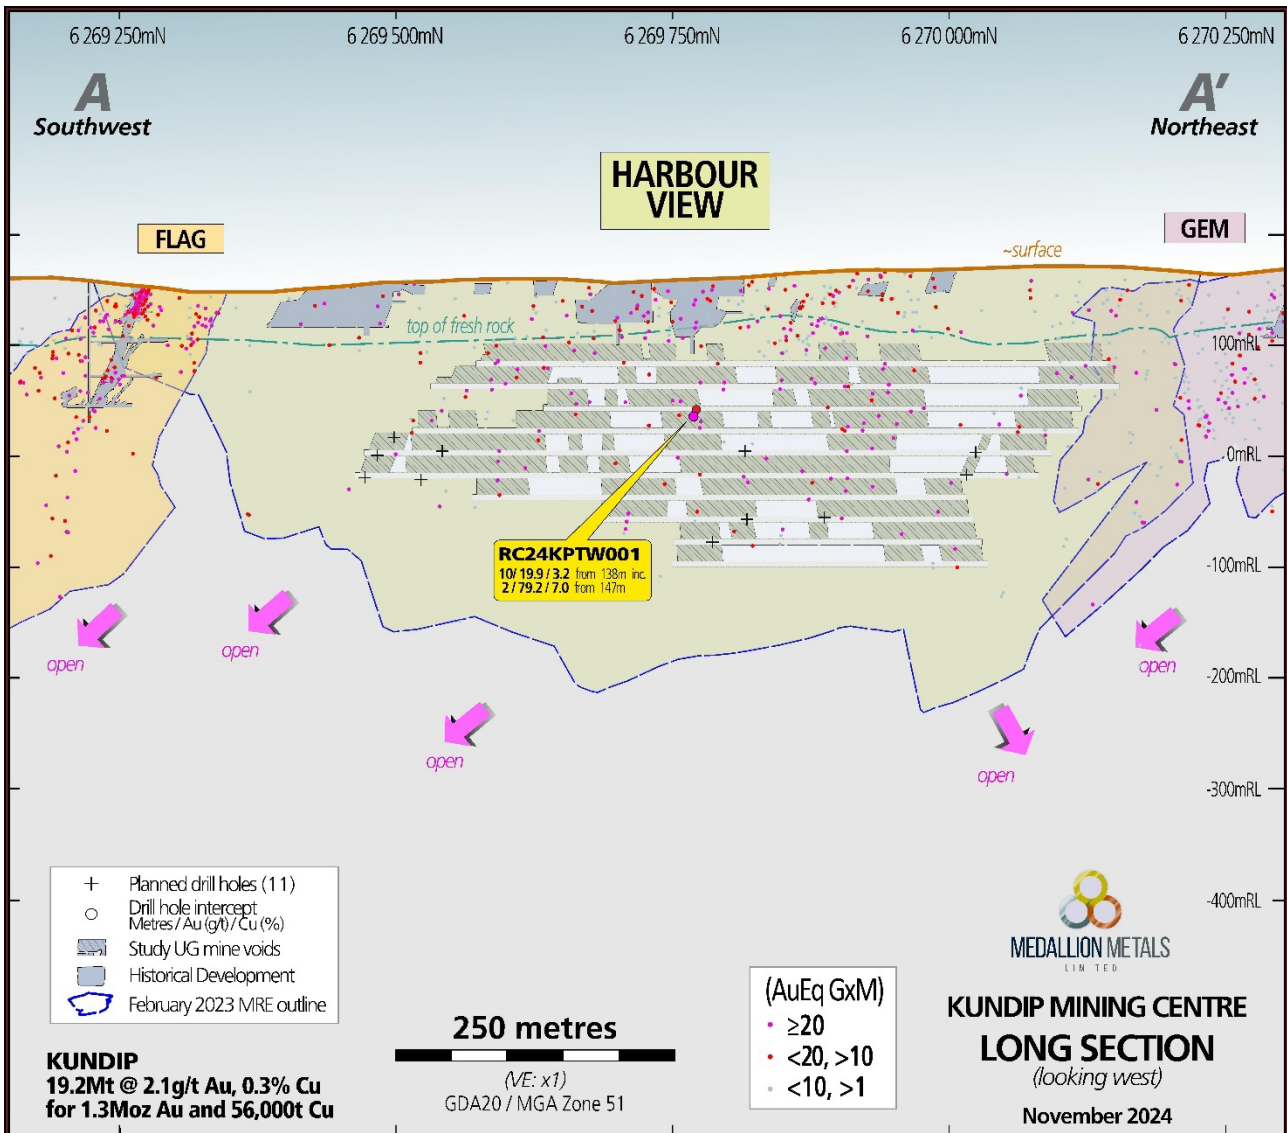 6 269 250mN
6 269 500mN
6 269 750mN
6 270 000mN
6 270 250mN
A
Southwest
A'
Northeast
HARBOUR
VIEW
FLAG
GEM
~surface
top of fresh rock
100mRL
0mRL
-100mRL
-200mRL
-300mRL
-400mRL
RC24KPTW001
10/ 19.9 / 3.2 from 138m inc.
2 / 79.2 / 7.0 from 147m
open
open
open
open
open
+ Planned drill holes (11)
Drill hole intercept
Metres / Au (g/t) / Cu (%)
Study UG mine voids
Historical Development
February 2023 MRE outline
KUNDIP
19.2Mt @ 2.1g/t Au, 0.3% Cu
for 1.3Moz Au and 56,000t Cu
250 metres
(VE: x1)
GDA20 / MGA Zone 51
(AuEq GxM)
≥20
<20, >10
<10, >1
MEDALLION METALS
LIMITED
KUNDIP MINING CENTRE
LONG SECTION
(looking west)
November 2024